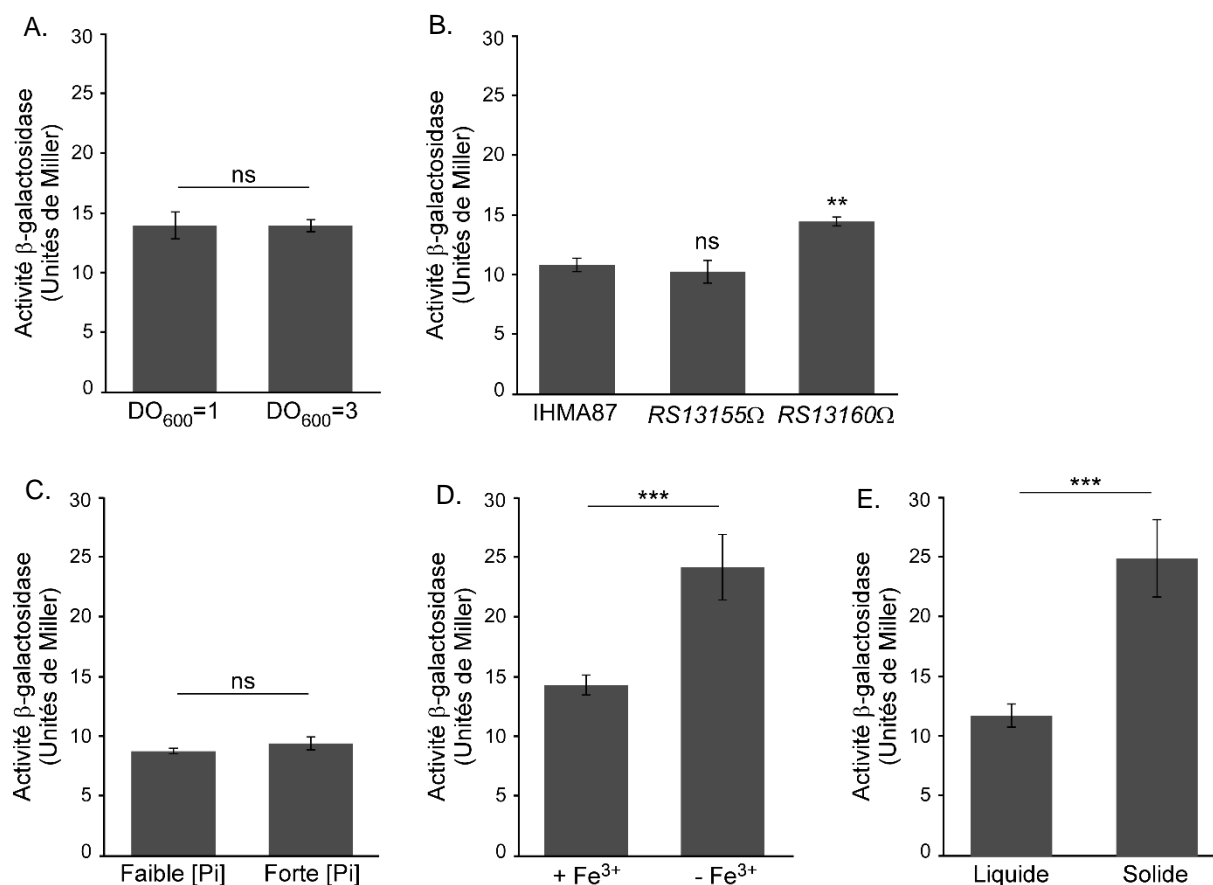 A.
Activité β-galactosidase
(Unités de Miller)
30
25
20
15
10
5
0
ns
DO₆₀₀=1 DO₆₀₀=3
B.
Activité β-galactosidase
(Unités de Miller)
30
25
20
15
10
5
0
ns
**
IHMA87 RS13155Ω RS13160Ω
C.
Activité β-galactosidase
(Unités de Miller)
30
25
20
15
10
5
0
ns
Faible [Pi] Forte [Pi]
D.
Activité β-galactosidase
(Unités de Miller)
30
25
20
15
10
5
0
***
+ Fe³⁺ - Fe³⁺
E.
Activité β-galactosidase
(Unités de Miller)
30
25
20
15
10
5
0
***
Liquide Solide